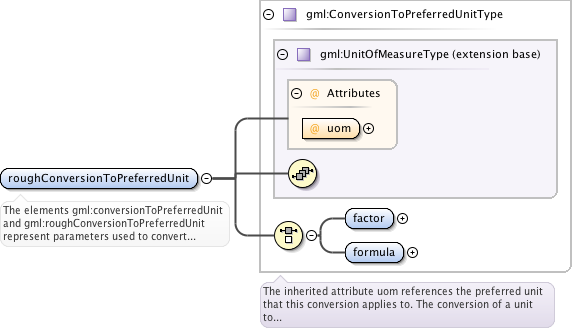 gml:ConversionToPreferredUnitType
gml:UnitOfMeasureType (extension base)
@ Attributes
@ uom
roughConversionToPreferredUnit
The elements gml:conversionToPreferredUnit
and gml:roughConversionToPreferredUnit
represent parameters used to convert...
factor
formula
The inherited attribute uom references the preferred unit
that this conversion applies to. The conversion of a unit
to...